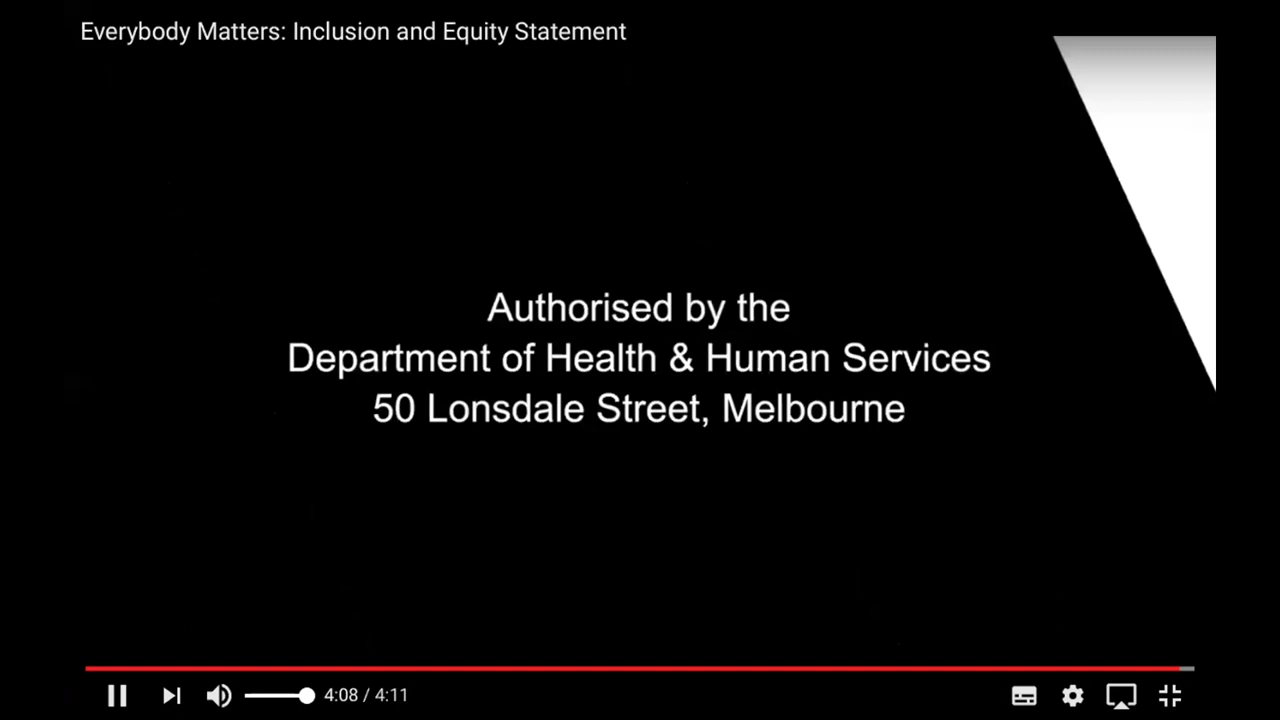 Everybody Matters: Inclusion and Equity Statement
Authorised by the
Department of Health & Human Services
50 Lonsdale Street, Melbourne
4:08 / 4:11